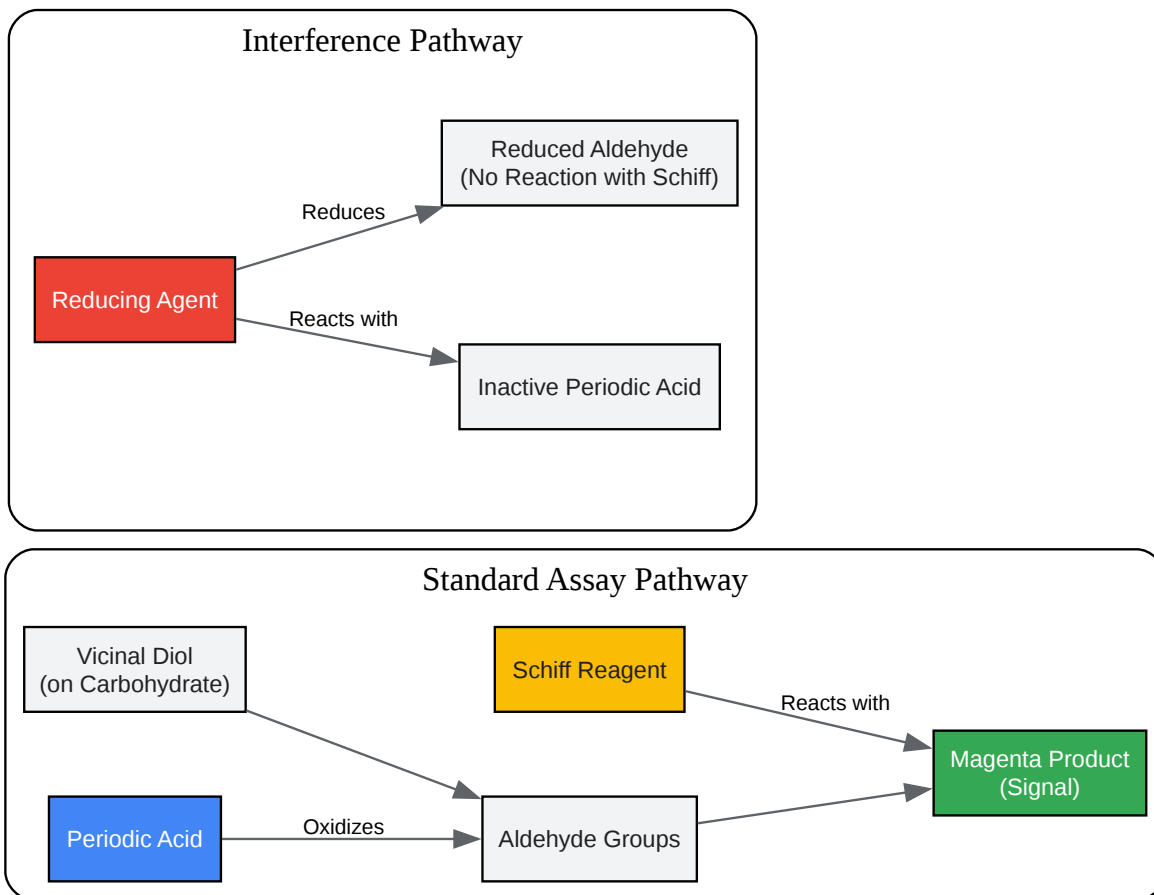 Interference Pathway
Reduced Aldehyde
(No Reaction with Schiff)
Reduces
Reducing Agent
Reacts with
Inactive Periodic Acid
Standard Assay Pathway
Vicinal Diol
(on Carbohydrate)
Schiff Reagent
Reacts with
Magenta Product
(Signal)
Periodic Acid
Oxidizes
Aldehyde Groups